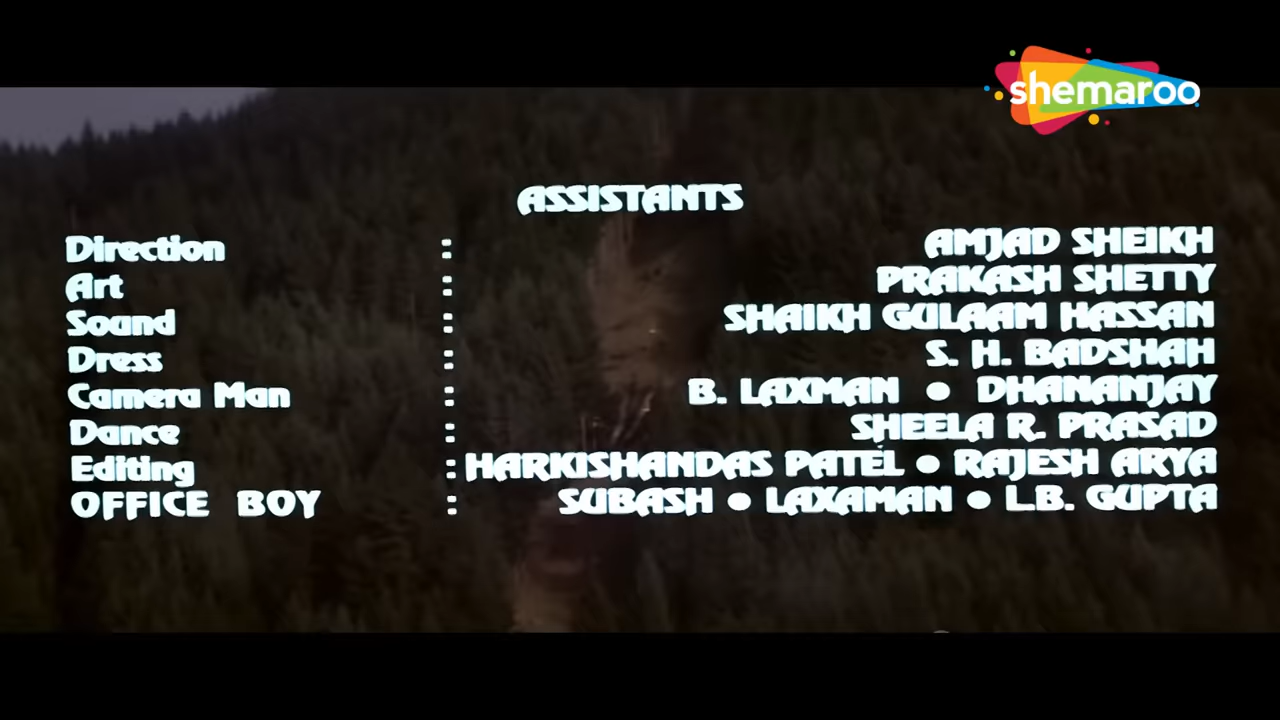 shemaroo
ASSISTANTS
Direction : AMJAD SHEIKH
Art : PRAKASH SHETTY
Sound : SHAIKH GULAAM HASSAN
Dress : S. H. BADSHAH
Camera Man : B. LAXMAN • DHANANJAY
Dance : SHEELA R. PRASAD
Editing : HARKISHANDAS PATEL • RAJESH ARYA
OFFICE BOY : SUBASH • LAXAMAN • L.B. GUPTA